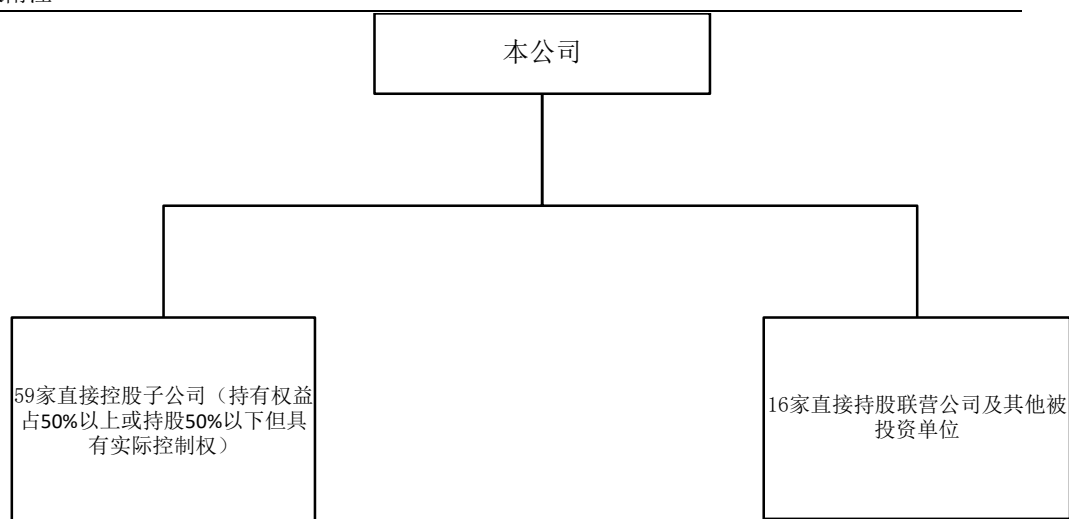 本公司
59家直接控股子公司（持有权益
占50%以上或持股50%以下但具
有实际控制权）
16家直接持股联营公司及其他被
投资单位